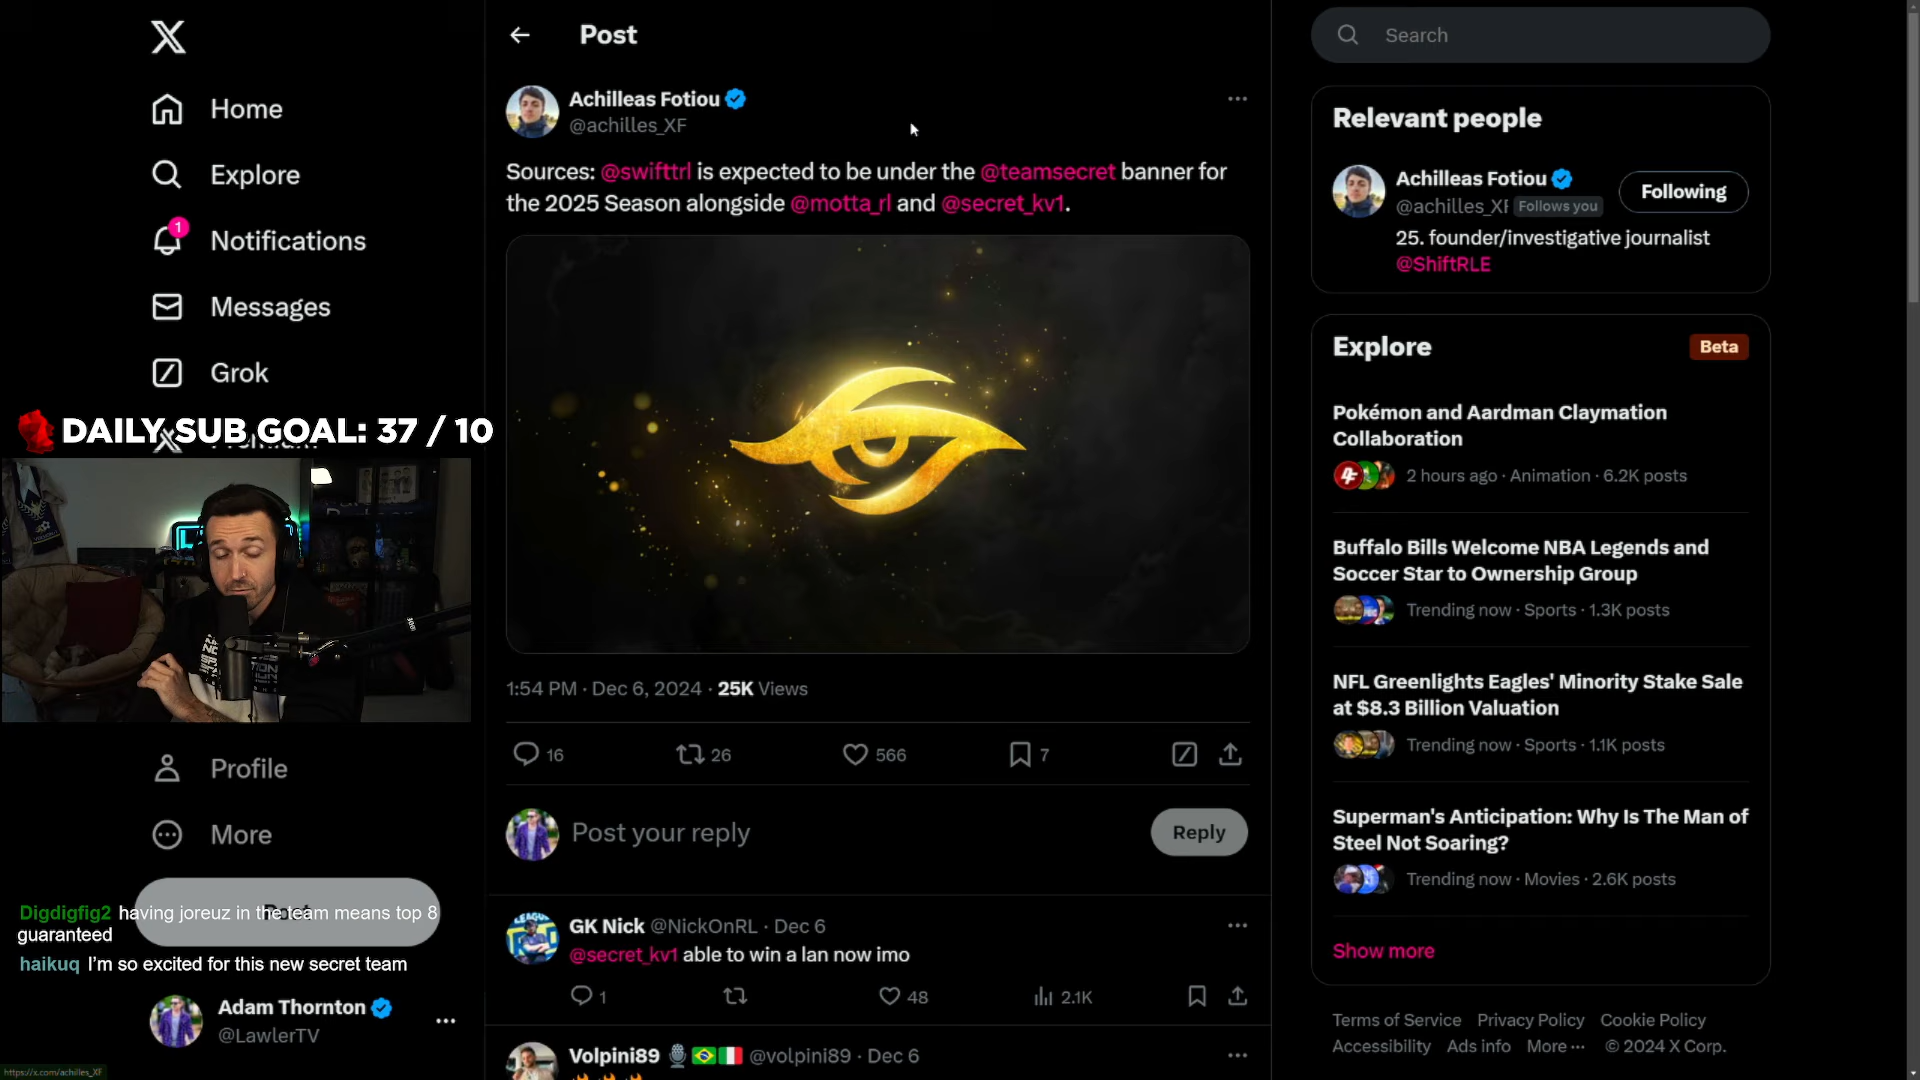 Post
Search
Home
Explore
1
Notifications
Messages
Grok
DAILY SUB GOAL: 37 / 10
Profile
More
Digdigfig2 having joreuz in the team means top 8
guaranteed
haikuq I'm so excited for this new secret team
Adam Thornton
@LawlerTV
https://x.com/achilles_XF
Achilleas Fotiou
@achilles_XF
Sources: @swifttrl is expected to be under the @teamsecret banner for
the 2025 Season alongside @motta_rl and @secret_kv1.
1:54 PM · Dec 6, 2024 · 25K Views
16
26
566
7
Post your reply
Reply
GK Nick @NickOnRL · Dec 6
@secret_kv1 able to win a lan now imo
1
48
2.1K
Volpini89 @volpini89 · Dec 6
Relevant people
Achilleas Fotiou
Following
@achilles_XF Follows you
25. founder/investigative journalist
@ShiftRLE
Explore
Beta
Pokémon and Aardman Claymation
Collaboration
2 hours ago · Animation · 6.2K posts
Buffalo Bills Welcome NBA Legends and
Soccer Star to Ownership Group
Trending now · Sports · 1.3K posts
NFL Greenlights Eagles' Minority Stake Sale
at $8.3 Billion Valuation
Trending now · Sports · 1.1K posts
Superman's Anticipation: Why Is The Man of
Steel Not Soaring?
Trending now · Movies · 2.6K posts
Show more
Terms of Service Privacy Policy Cookie Policy
Accessibility Ads info More ··· © 2024 X Corp.